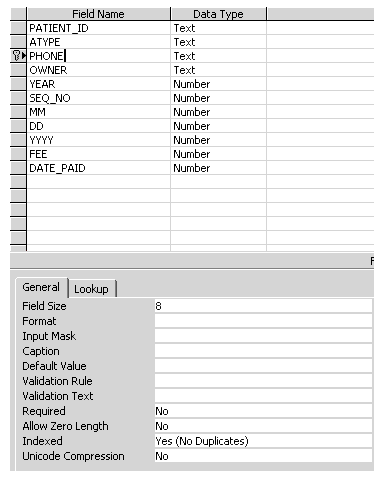 Field Name Data Type
PATIENT_ID Text
ATYPE Text
PHONE Text
OWNER Text
YEAR Number
SEQ_NO Number
MM Number
DD Number
YYYY Number
FEE Number
DATE_PAID Number
F
General Lookup
Field Size 8
Format
Input Mask
Caption
Default Value
Validation Rule
Validation Text
Required No
Allow Zero Length No
Indexed Yes (No Duplicates)
Unicode Compression No